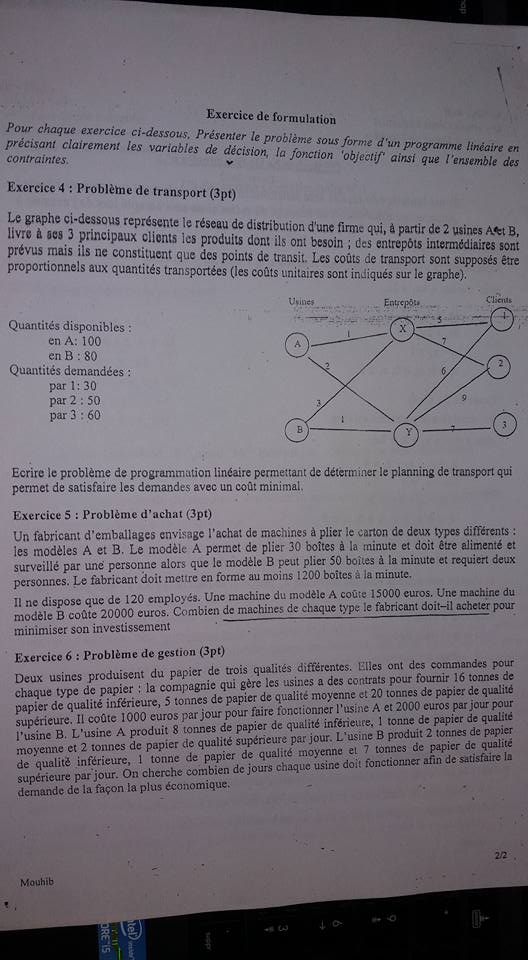 Exercice de formulation
Pour chaque exercice ci-dessous, Présenter le problème sous forme d'un programme linéaire en
précisant clairement les variables de décision, la fonction 'objectif' ainsi que l'ensemble des
contraintes.
Exercice 4 : Problème de transport (3pt)
Le graphe ci-dessous représente le réseau de distribution d'une firme qui, à partir de 2 usines A et B,
livre à ses 3 principaux clients les produits dont ils ont besoin ; des entrepôts intermédiaires sont
prévus mais ils ne constituent que des points de transit. Les coûts de transport sont supposés être
proportionnels aux quantités transportées (les coûts unitaires sont indiqués sur le graphe).
Usines Entrepôts Clients
Quantités disponibles :
en A: 100
en B : 80
Quantités demandées :
par 1: 30
par 2 : 50
par 3 : 60
A 1 X 5 1
2 7 2
3 6 9
B 1 Y 7 3
Ecrire le problème de programmation linéaire permettant de déterminer le planning de transport qui
permet de satisfaire les demandes avec un coût minimal.
Exercice 5 : Problème d'achat (3pt)
Un fabricant d'emballages envisage l'achat de machines à plier le carton de deux types différents :
les modèles A et B. Le modèle A permet de plier 30 boîtes à la minute et doit être alimenté et
surveillé par une personne alors que le modèle B peut plier 50 boîtes à la minute et requiert deux
personnes. Le fabricant doit mettre en forme au moins 1200 boîtes à la minute.
Il ne dispose que de 120 employés. Une machine du modèle A coûte 15000 euros. Une machine du
modèle B coûte 20000 euros. Combien de machines de chaque type le fabricant doit-il acheter pour
minimiser son investissement
Exercice 6 : Problème de gestion (3pt)
Deux usines produisent du papier de trois qualités différentes. Elles ont des commandes pour
chaque type de papier : la compagnie qui gère les usines a des contrats pour fournir 16 tonnes de
papier de qualité inférieure, 5 tonnes de papier de qualité moyenne et 20 tonnes de papier de qualité
supérieure. Il coûte 1000 euros par jour pour faire fonctionner l'usine A et 2000 euros par jour pour
l'usine B. L'usine A produit 8 tonnes de papier de qualité inférieure, 1 tonne de papier de qualité
moyenne et 2 tonnes de papier de qualité supérieure par jour. L'usine B produit 2 tonnes de papier
de qualité inférieure, 1 tonne de papier de qualité moyenne et 7 tonnes de papier de qualité
supérieure par jour. On cherche combien de jours chaque usine doit fonctionner afin de satisfaire la
demande de la façon la plus économique.
2/2
Mouhib